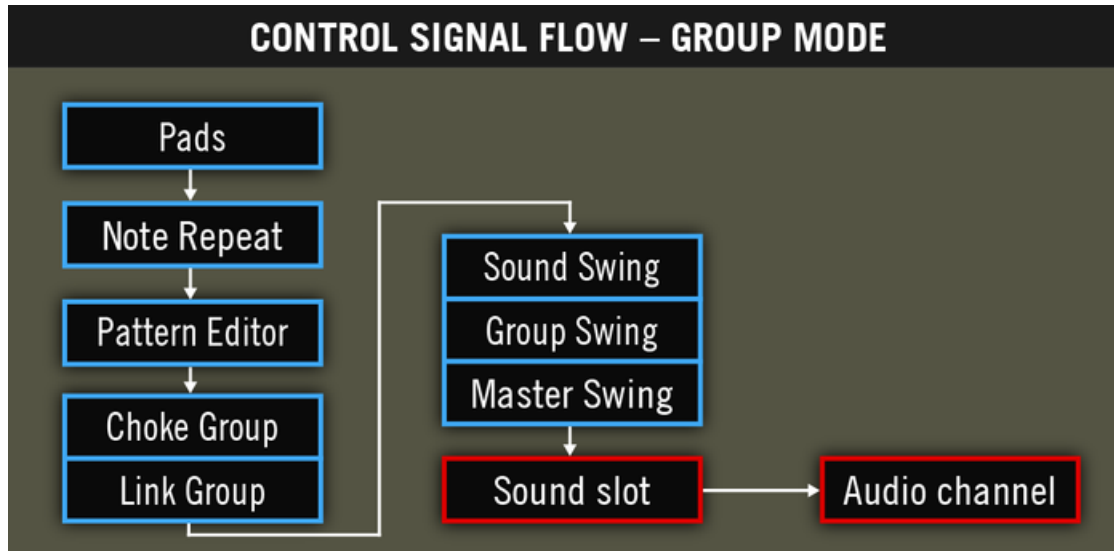 CONTROL SIGNAL FLOW – GROUP MODE
Pads
Note Repeat
Pattern Editor
Choke Group
Link Group
Sound Swing
Group Swing
Master Swing
Sound slot
Audio channel